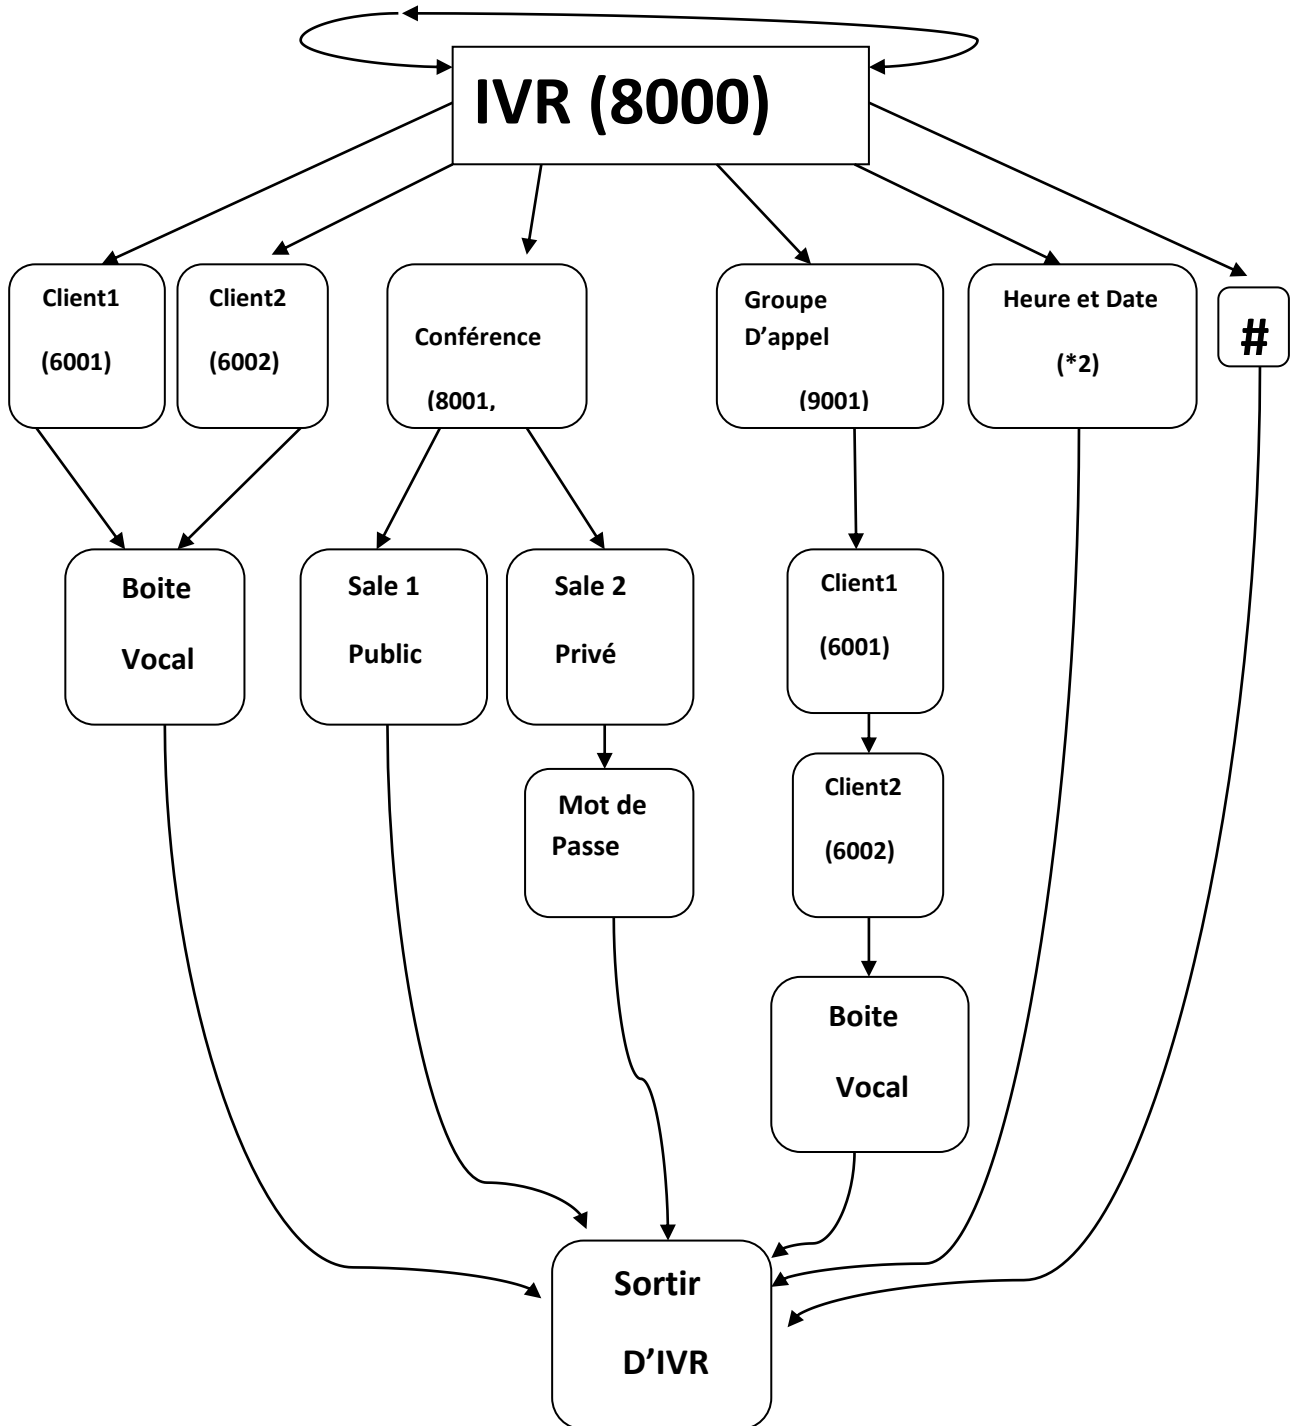 IVR (8000)
Client1
(6001)
Client2
(6002)
Conférence
(8001,
Groupe
D’appel
(9001)
Heure et Date
(*2)
#
Boite
Vocal
Sale 1
Public
Sale 2
Privé
Client1
(6001)
Mot de
Passe
Client2
(6002)
Boite
Vocal
Sortir
D’IVR